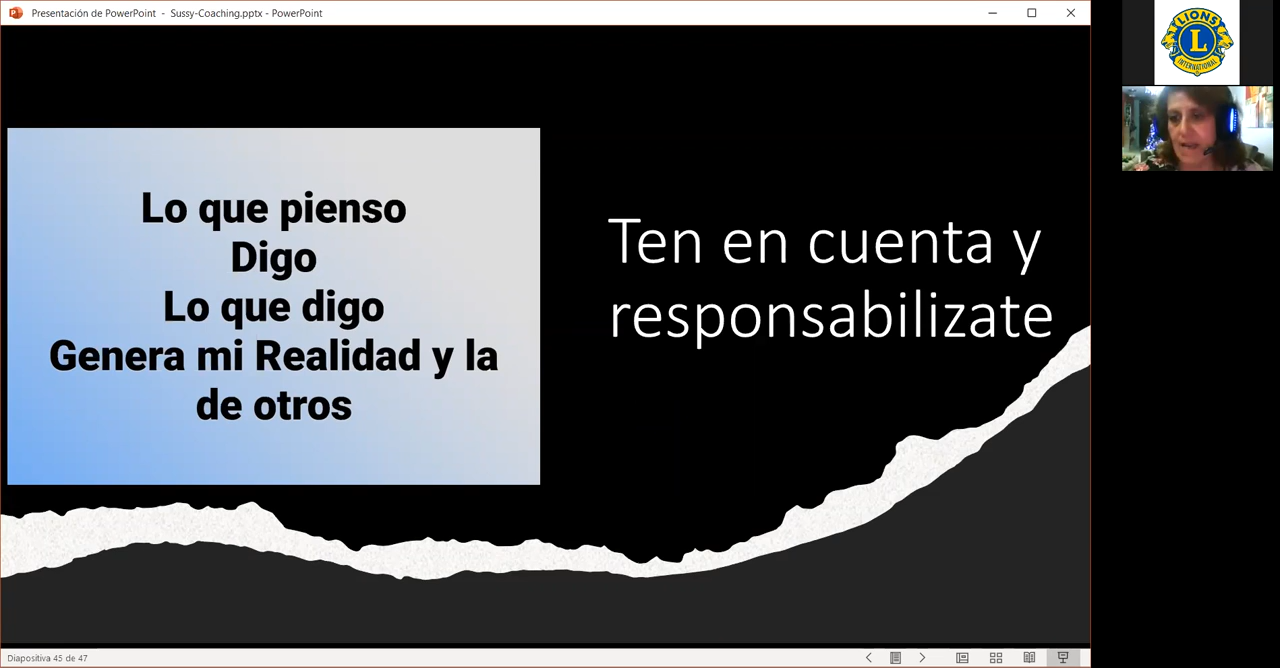 Presentación de PowerPoint - Sussy-Coaching.pptx - PowerPoint
LIONS
L
INTERNATIONAL
Lo que pienso
Digo
Lo que digo
Genera mi Realidad y la
de otros
Ten en cuenta y
responsabilizate
Diapositiva 45 de 47